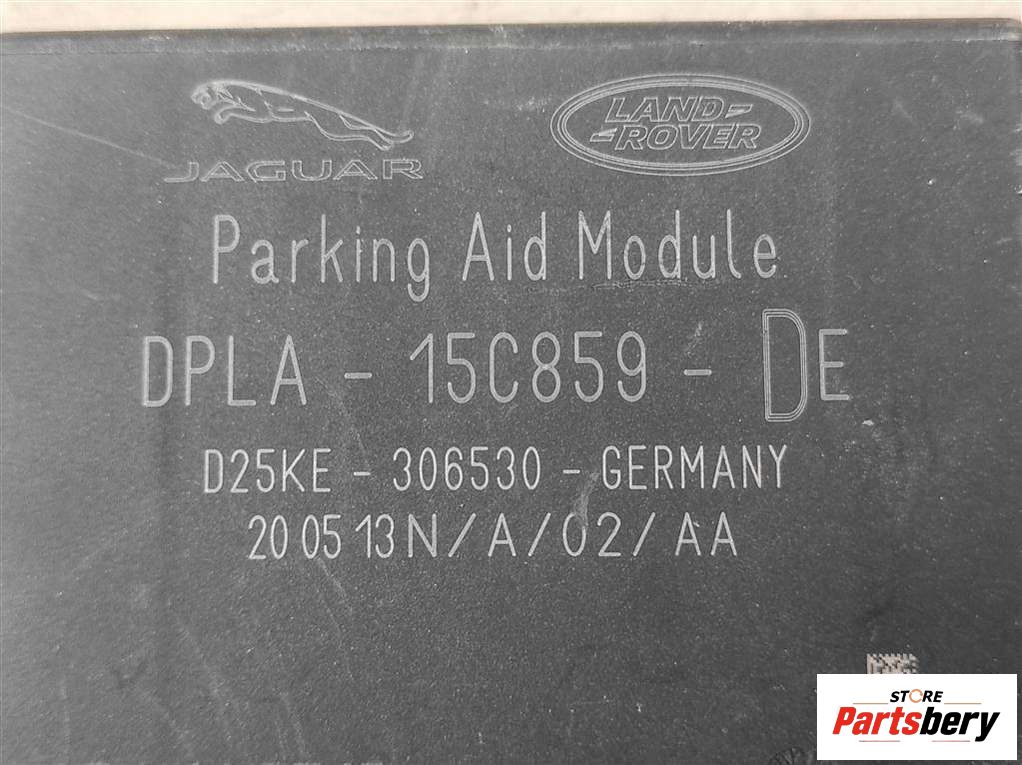 JAGUAR
LAND ROVER
Parking Aid Module
DPLA - 15C859 - DE
D25KE - 306530 - GERMANY
20 05 13 N/A/02/AA
STORE
Partsbery